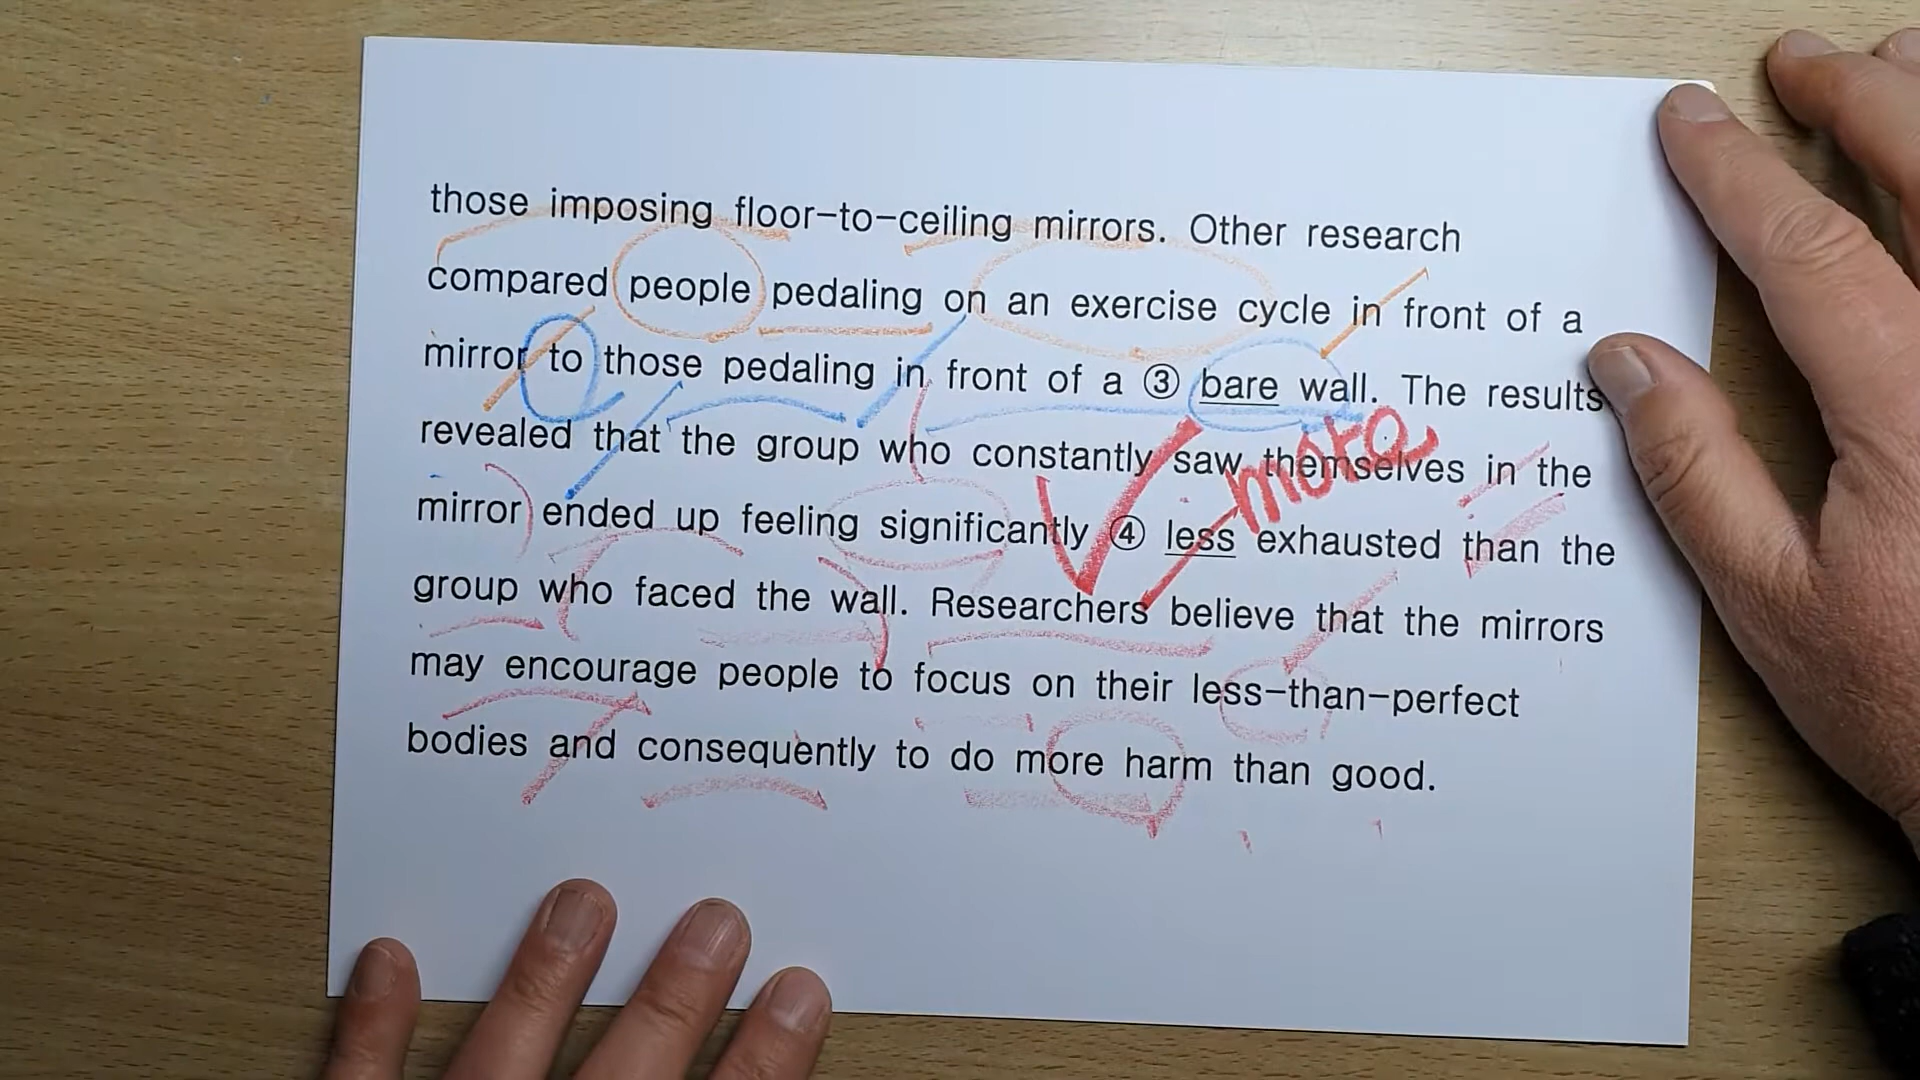 those imposing floor-to-ceiling mirrors. Other research
compared people pedaling on an exercise cycle in front of a
mirror to those pedaling in front of a ③ bare wall. The results
revealed that the group who constantly saw themselves in the
more
mirror ended up feeling significantly ④ less exhausted than the
group who faced the wall. Researchers believe that the mirrors
may encourage people to focus on their less-than-perfect
bodies and consequently to do more harm than good.